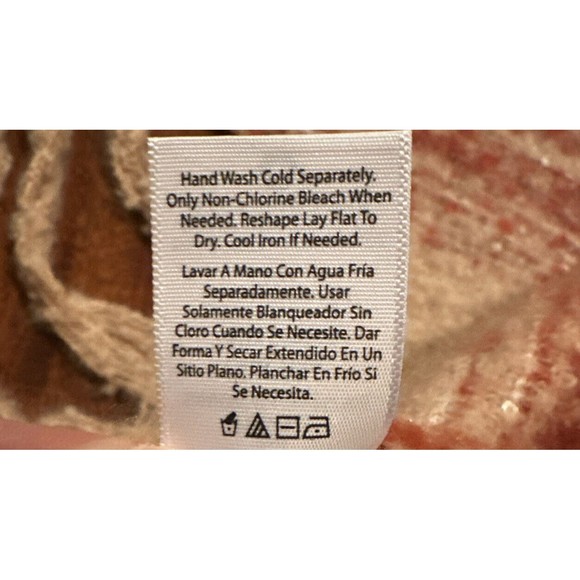 Hand Wash Cold Separately.
Only Non-Chlorine Bleach When
Needed. Reshape Lay Flat To
Dry. Cool Iron If Needed.
Lavar A Mano Con Agua Fría
Separadamente. Usar
Solamente Blanqueador Sin
Cloro Cuando Se Necesite. Dar
Forma Y Secar Extendido En Un
Sitio Plano. Planchar En Frío Si
Se Necesita.